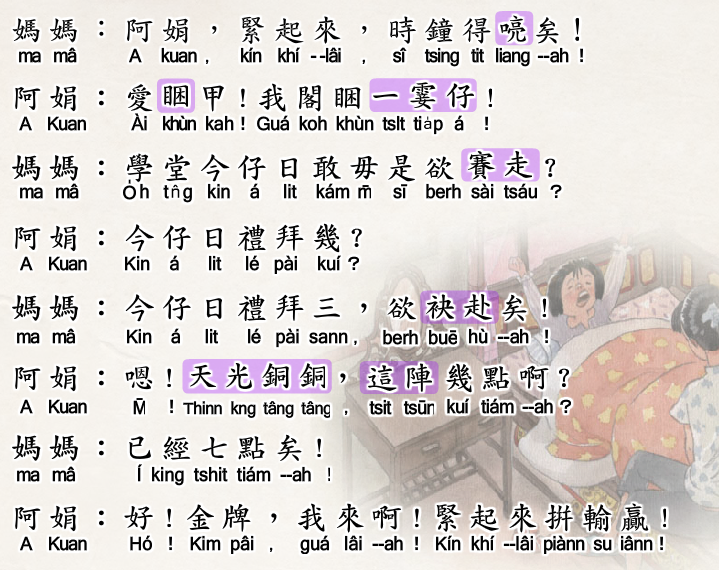 媽媽：阿娟，緊起來，時鐘得喨矣！
ma mâ A kuan , kín khí --lâi , sî tsing tit liang --ah !
阿娟：愛睏甲！我閣睏一霎仔！
A Kuan Ài khùn kah ! Guá koh khùn tsı̍t tia̍p á !
媽媽：學堂今仔日敢毋是欲賽走？
ma mâ O̍h tn̂g kin á lit kám m̄ sī berh sài tsáu ?
阿娟：今仔日禮拜幾？
A Kuan Kin á lit lé pài kuí ?
媽媽：今仔日禮拜三，欲袂赴矣！
ma mâ Kin á lit lé pài sann , berh buē hù --ah !
阿娟：嗯！天光銅銅，這陣幾點啊？
A Kuan M̄ ! Thinn kng tâng tâng , tsit tsūn kuí tiám --ah ?
媽媽：已經七點矣！
ma mâ Í king tshit tiám --ah !
阿娟：好！金牌，我來啊！緊起來拚輸贏！
A Kuan Hó ! Kim pâi , guá lâi --ah ! Kín khí --lâi piànn su iânn !